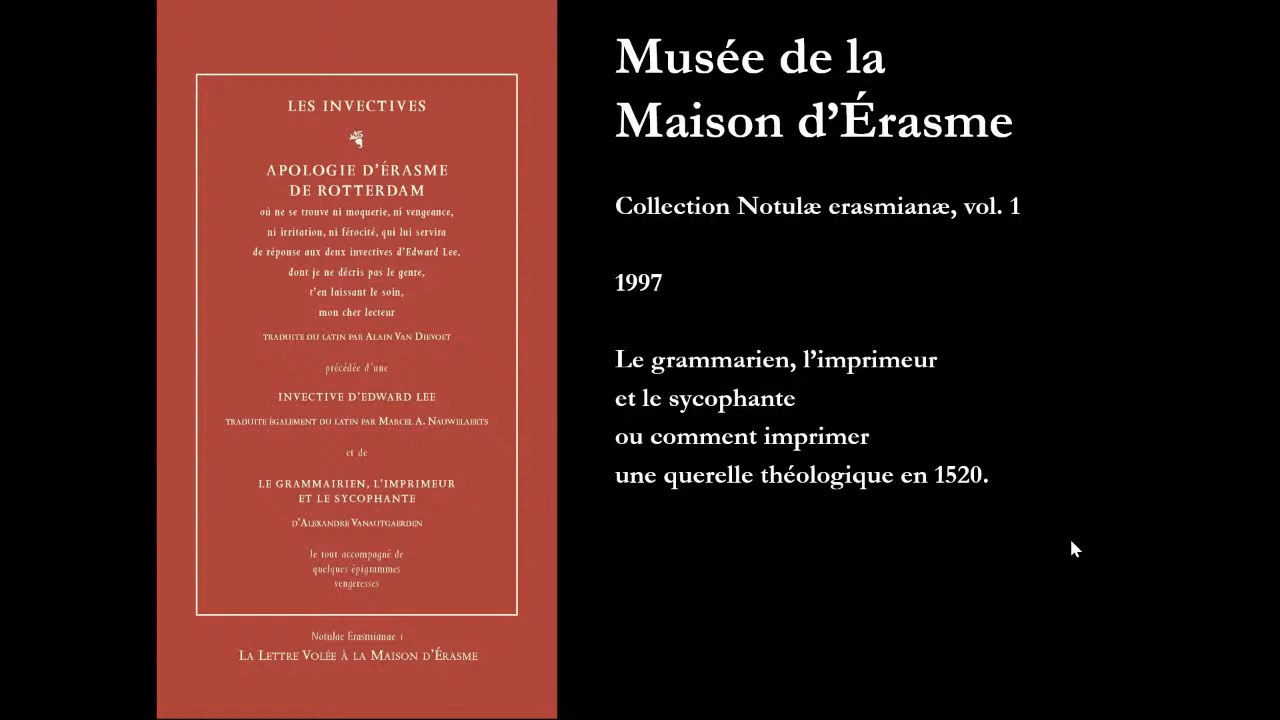 LES INVECTIVES
APOLOGIE D'ÉRASME
DE ROTTERDAM
où ne se trouve ni moquerie, ni vengeance,
ni irritation, ni férocité, qui lui servira
de réponse aux deux invectives d'Edward Lee,
dont je ne décris pas le genre,
t'en laissant le soin,
mon cher lecteur
TRADUITE DU LATIN PAR ALAIN VAN DIEVOET
précédée d'une
INVECTIVE D'EDWARD LEE
TRADUITE ÉGALEMENT DU LATIN PAR MARCEL A. NAUWELAERTS
et de
LE GRAMMAIRIEN, L'IMPRIMEUR
ET LE SYCOPHANTE
D'ALEXANDRE VANAUTGAERDEN
le tout accompagné de
quelques épigrammes
vengeresses
Notulae Erasmianae I
LA LETTRE VOLÉE À LA MAISON D'ÉRASME
Musée de la
Maison d'Érasme
Collection Notulæ erasmianæ, vol. 1
1997
Le grammarien, l'imprimeur
et le sycophante
ou comment imprimer
une querelle théologique en 1520.